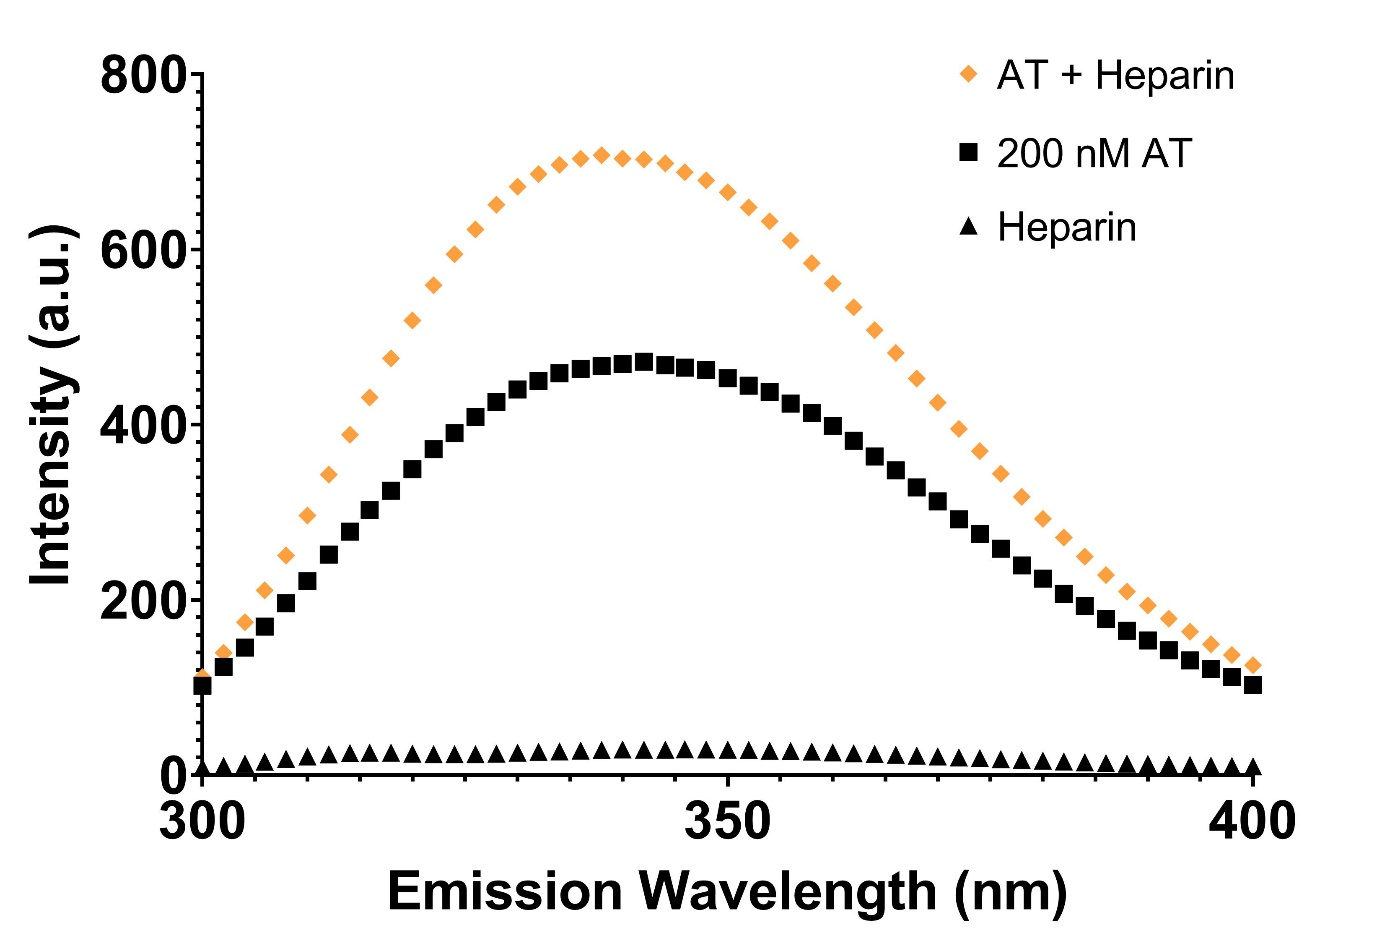 AT + Heparin
200 nM AT
Heparin
800
600
400
200
0
Intensity (a.u.)
300 350 400
Emission Wavelength (nm)